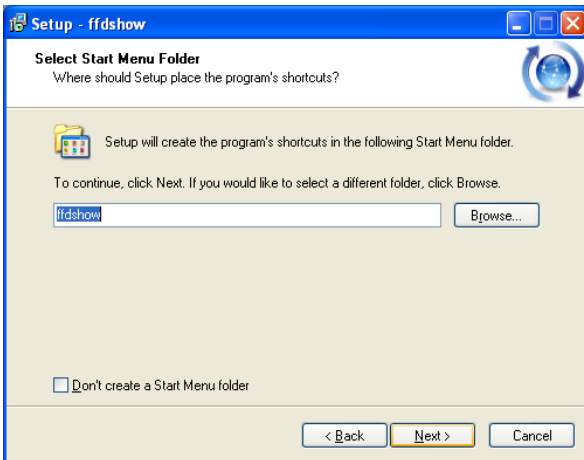 Setup - ffdshow
Select Start Menu Folder
Where should Setup place the program's shortcuts?
Setup will create the program's shortcuts in the following Start Menu folder.
To continue, click Next. If you would like to select a different folder, click Browse.
ffdshow
Browse...
Don't create a Start Menu folder
< Back
Next >
Cancel